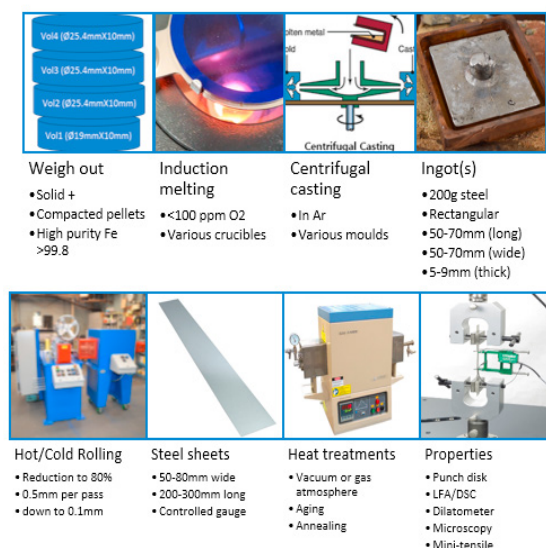 Vol4 (Ø25.4mmX10mm)
Vol3 (Ø25.4mmX10mm)
Vol2 (Ø25.4mmX10mm)
Vol1 (Ø19mmX10mm)
olten metal
old
Cast
Centrifugal Casting
Weigh out
•Solid +
•Compacted pellets
•High purity Fe
>99.8
Induction
melting
•<100 ppm O2
•Various crucibles
Centrifugal
casting
•In Ar
•Various moulds
Ingot(s)
•200g steel
•Rectangular
•50-70mm (long)
•50-70mm (wide)
•5-9mm (thick)
Hot/Cold Rolling
• Reduction to 80%
• 0.5mm per pass
• down to 0.1mm
Steel sheets
• 50-80mm wide
• 200-300mm long
• Controlled gauge
Heat treatments
• Vacuum or gas
atmosphere
• Aging
• Annealing
Properties
• Punch disk
• LFA/DSC
• Dilatometer
• Microscopy
• Mini-tensile